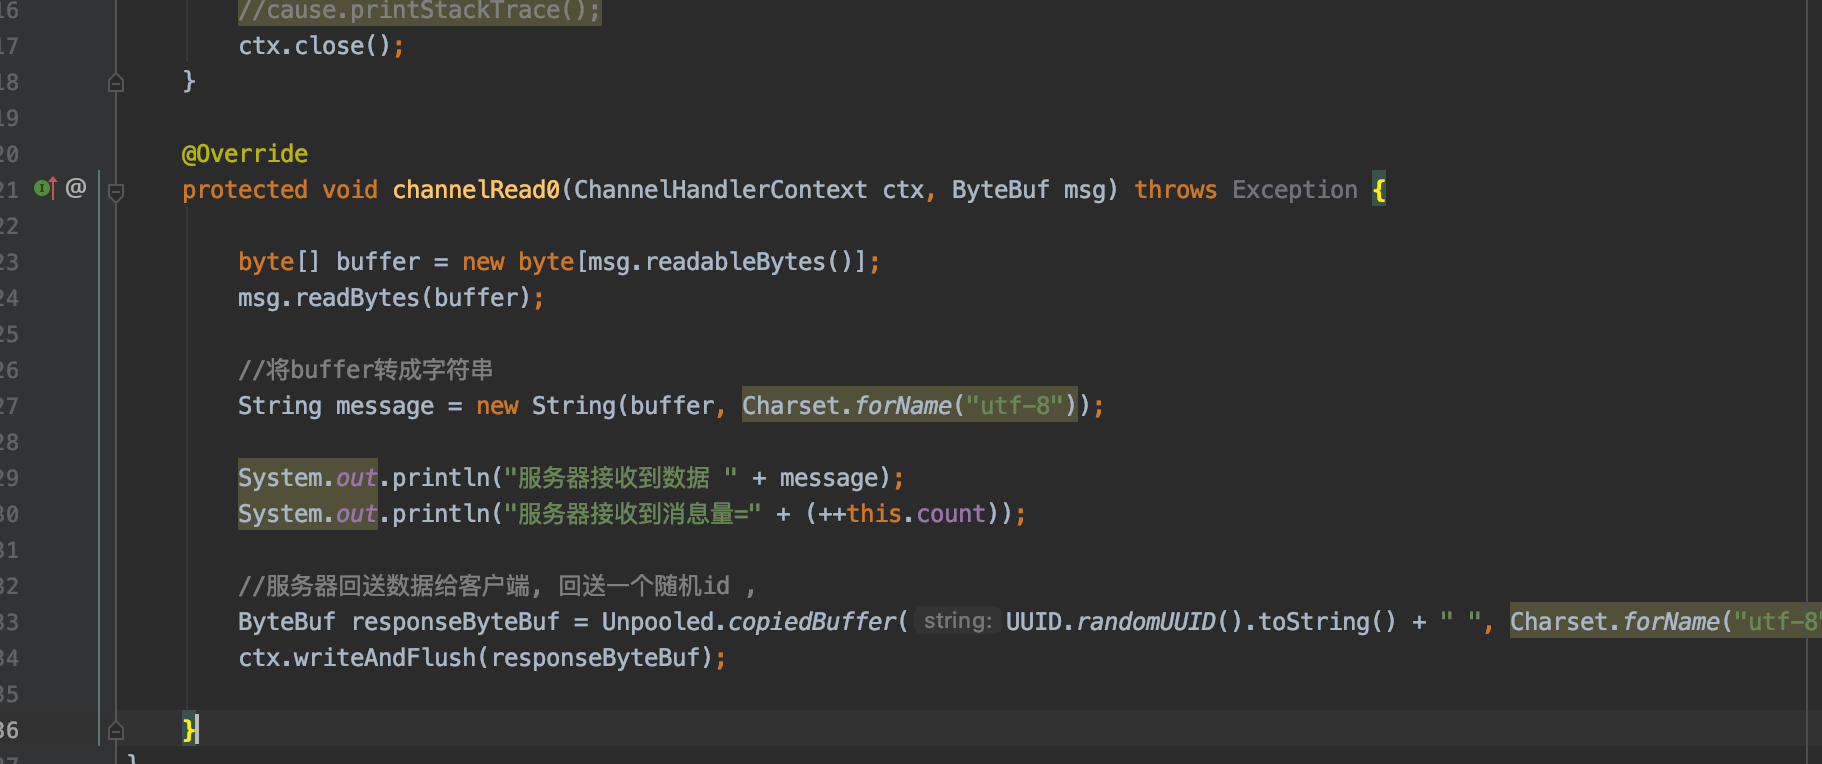 16 //cause.printStackTrace();
17 ctx.close();
18 }
19
20 @Override
21 @ protected void channelRead0(ChannelHandlerContext ctx, ByteBuf msg) throws Exception {
22
23 byte[] buffer = new byte[msg.readableBytes()];
24 msg.readBytes(buffer);
25
26 //将buffer转成字符串
27 String message = new String(buffer, Charset.forName("utf-8"));
28
29 System.out.println("服务器接收到数据 " + message);
30 System.out.println("服务器接收到消息量=" + (++this.count));
31
32 //服务器回送数据给客户端, 回送一个随机id ,
33 ByteBuf responseByteBuf = Unpooled.copiedBuffer( string: UUID.randomUUID().toString() + " ", Charset.forName("utf-8"
34 ctx.writeAndFlush(responseByteBuf);
35
36 }
37 }